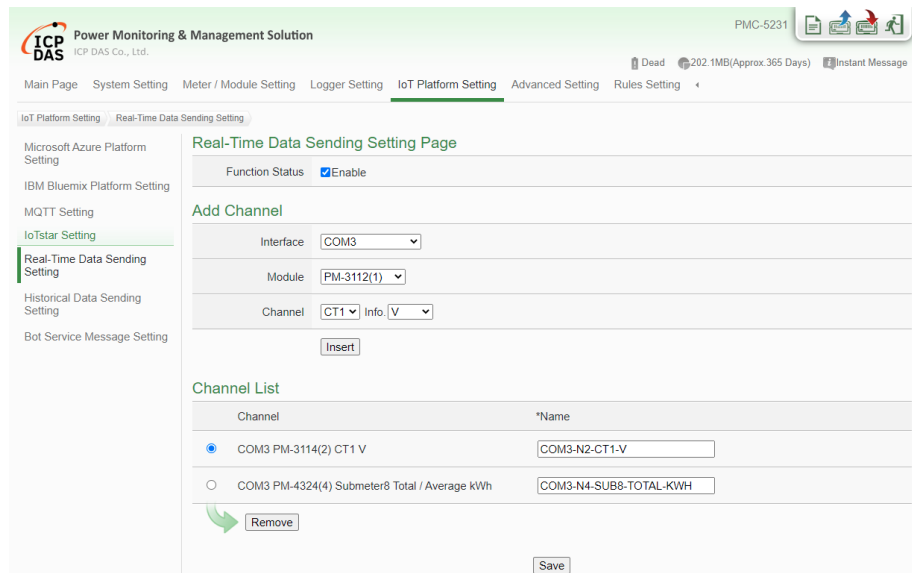 PMC-5231
ICP
DAS
Power Monitoring & Management Solution
ICP DAS Co., Ltd.
Dead 202.1MB(Approx.365 Days) Instant Message
Main Page System Setting Meter / Module Setting Logger Setting IoT Platform Setting Advanced Setting Rules Setting
IoT Platform Setting Real-Time Data Sending Setting
Microsoft Azure Platform
Setting
IBM Bluemix Platform Setting
MQTT Setting
IoTstar Setting
Real-Time Data Sending
Setting
Historical Data Sending
Setting
Bot Service Message Setting
Real-Time Data Sending Setting Page
Function Status Enable
Add Channel
Interface COM3
Module PM-3112(1)
Channel CT1 Info. V
Insert
Channel List
Channel *Name
COM3 PM-3114(2) CT1 V COM3-N2-CT1-V
COM3 PM-4324(4) Submeter8 Total / Average kWh COM3-N4-SUB8-TOTAL-KWH
Remove
Save